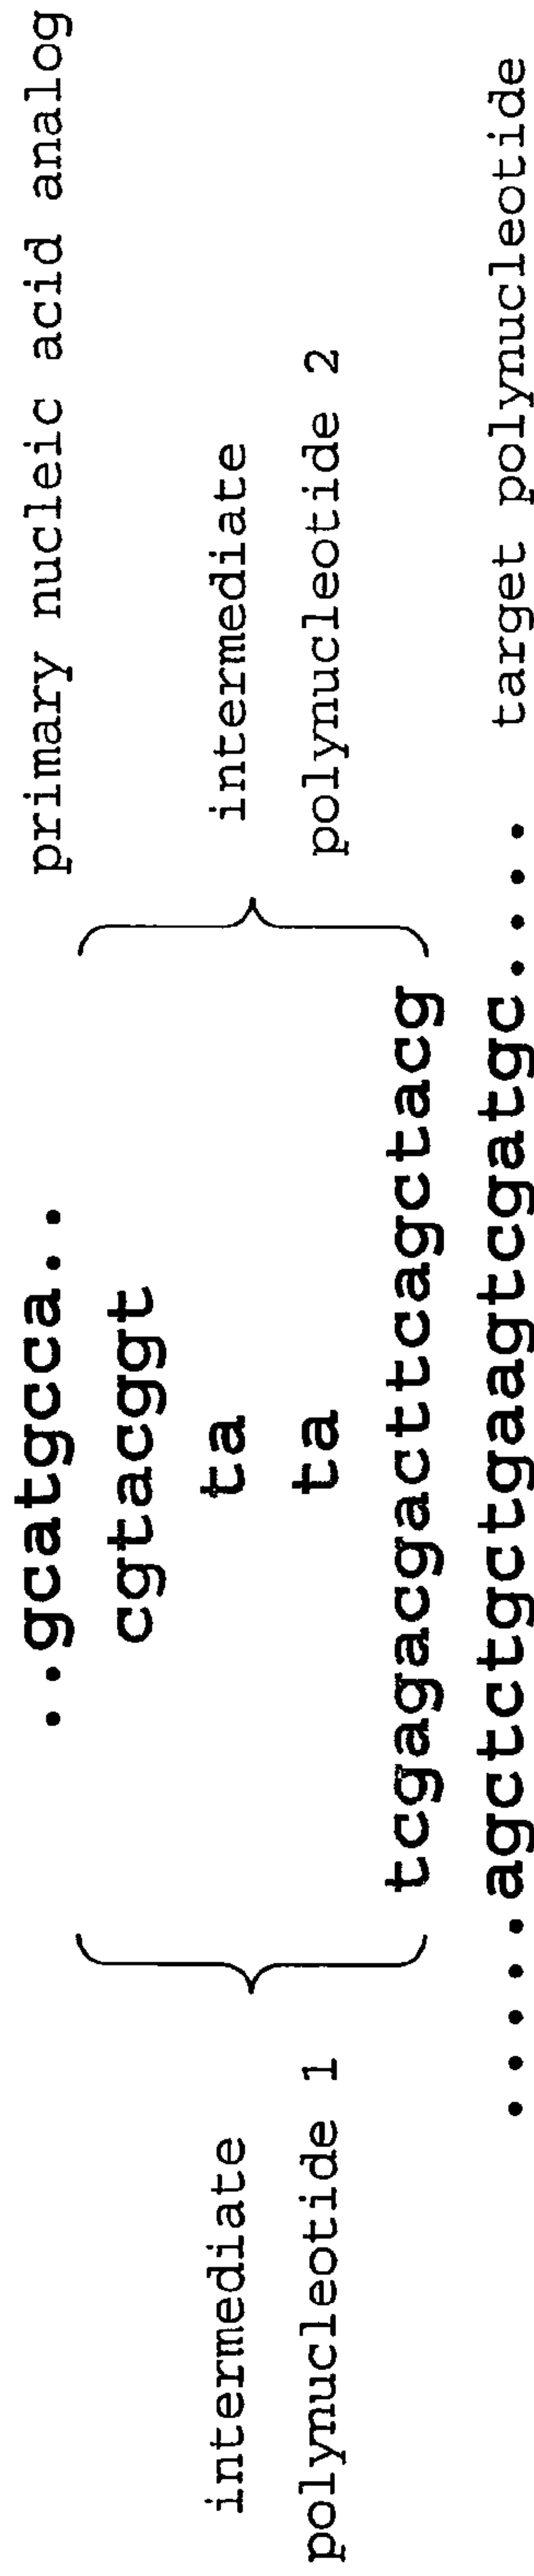 primary nucleic acid analog
..gcatgcca..
cgtacggt
ta
ta
tcgagacgacttcagctacg
intermediate
polynucleotide 1
intermediate
polynucleotide 2
.....agctctgctgaagtcgatgc....
target polynucleotide